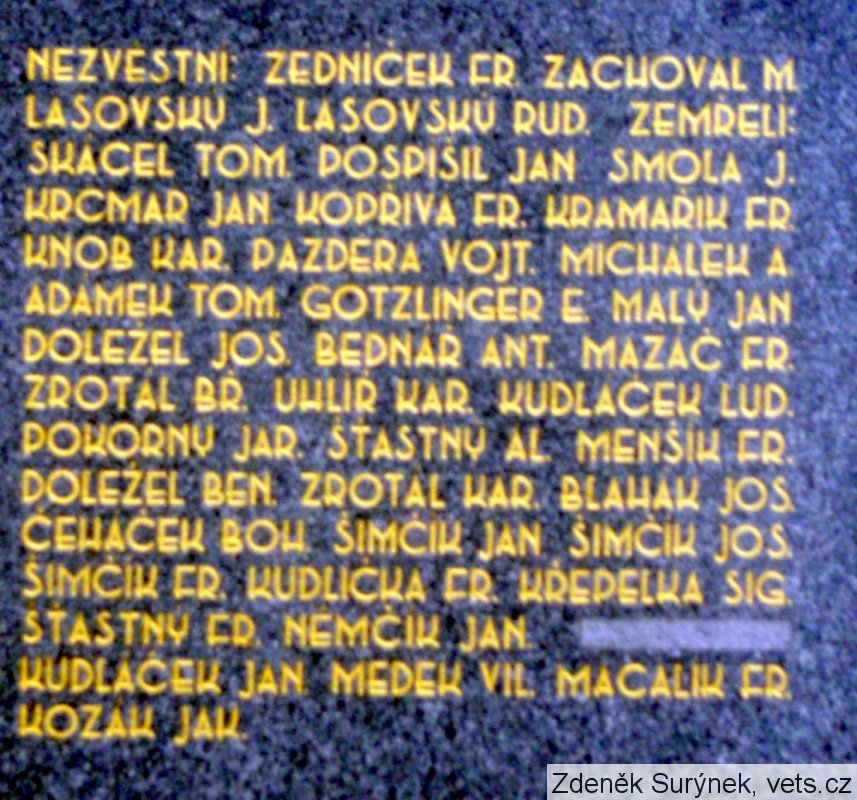 NEZVĚSTNÍ: ZEDNÍČEK FR. ZACHOVAL M.
LASOVSKÝ J. LASOVSKÝ RUD. ZEMŘELI:
SKÁCEL TOM. POSPÍŠIL JAN SMOLA J.
KRČMAR JAN KOPŘIVA FR. KRAMAŘÍK FR.
KNOB KAR. PAZDERA VOJT. MICHÁLEK A.
ADÁMEK TOM. GÖTZLINGER E. MALÝ JAN
DOLEŽEL JOS. BEDNÁŘ ANT. MAZÁČ FR.
ZROTÁL BŘ. UHLÍŘ KAR. KUDLÁČEK LUD.
POKORNÝ JAR. ŠŤASTNÝ AL. MENŠÍK FR.
DOLEŽEL BEN. ZROTÁL KAR. BLAHÁK JOS.
ČEHÁČEK BOH. ŠIMČÍK JAN ŠIMČÍK JOS.
ŠIMČÍK FR. KUDLIČKA FR. KŘEPELKA SIG.
ŠŤASTNÝ FR. NĚMČÍK JAN.
KUDLÁČEK JAN MEDEK VIL. MACALÍK FR.
KOZÁK JAK.
Zdeněk Surýnek, vets.cz